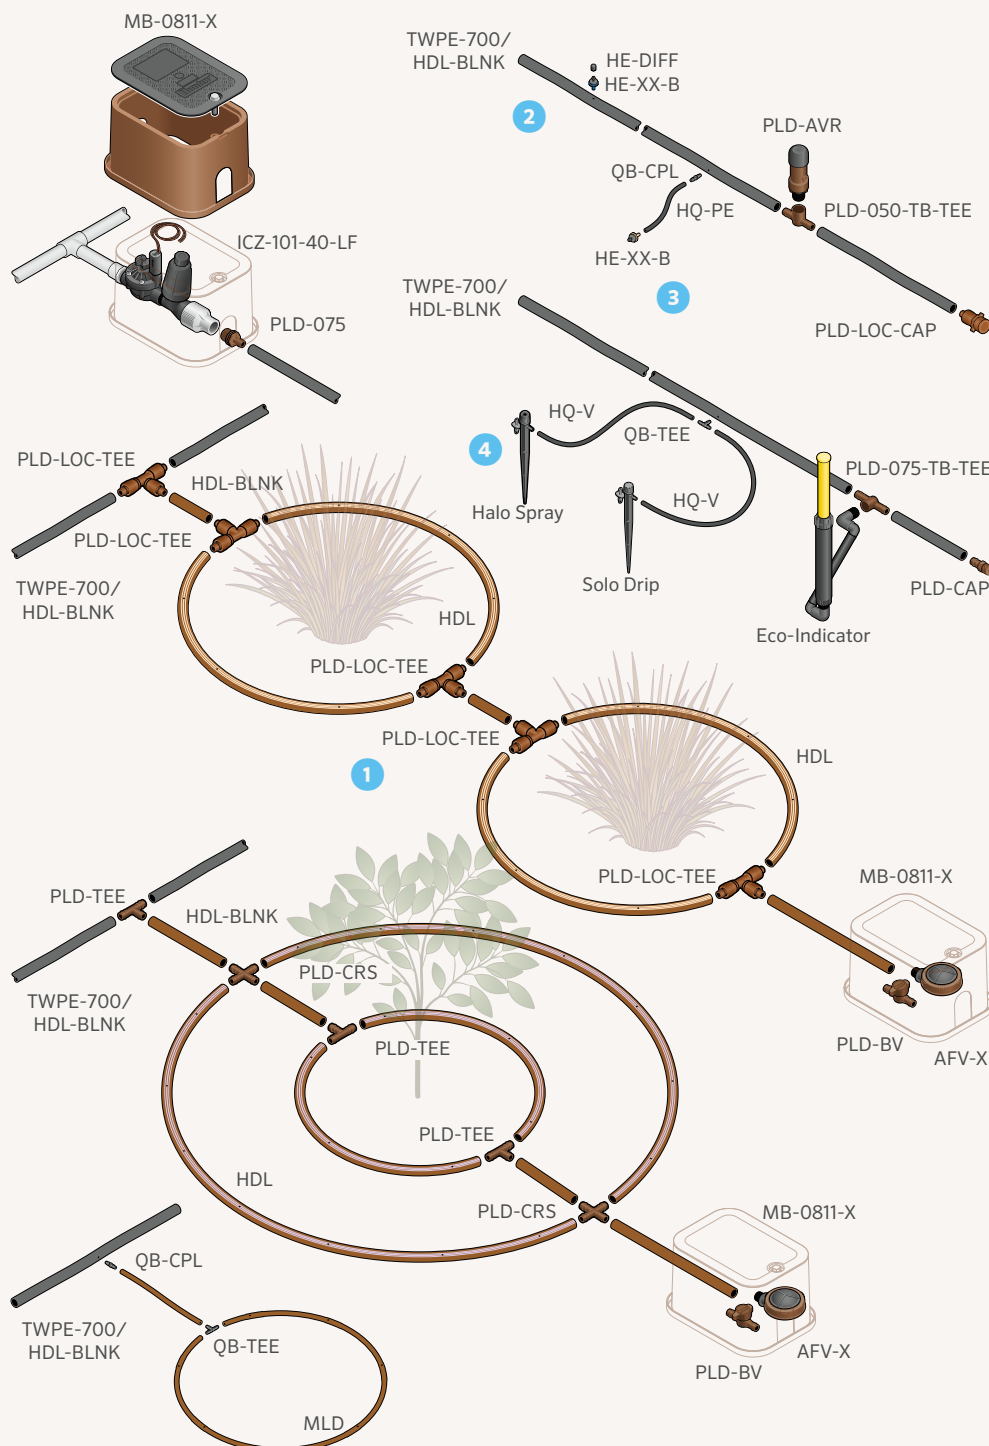 MB-0811-X
TWPE-700/
HDL-BLNK
HE-DIFF
HE-XX-B
2
PLD-AVR
QB-CPL
HQ-PE
PLD-050-TB-TEE
HE-XX-B
ICZ-101-40-LF
3
TWPE-700/
HDL-BLNK
PLD-075
PLD-LOC-CAP
HQ-V
QB-TEE
4
PLD-LOC-TEE
HDL-BLNK
PLD-075-TB-TEE
HQ-V
Halo Spray
PLD-LOC-TEE
Solo Drip
TWPE-700/
HDL-BLNK
PLD-CAP
HDL
Eco-Indicator
PLD-LOC-TEE
PLD-LOC-TEE
HDL
1
PLD-LOC-TEE
MB-0811-X
PLD-TEE
HDL-BLNK
PLD-CRS
TWPE-700/
HDL-BLNK
PLD-TEE
PLD-BV
AFV-X
PLD-TEE
HDL
PLD-CRS
MB-0811-X
QB-CPL
TWPE-700/
HDL-BLNK
QB-TEE
AFV-X
PLD-BV
MLD